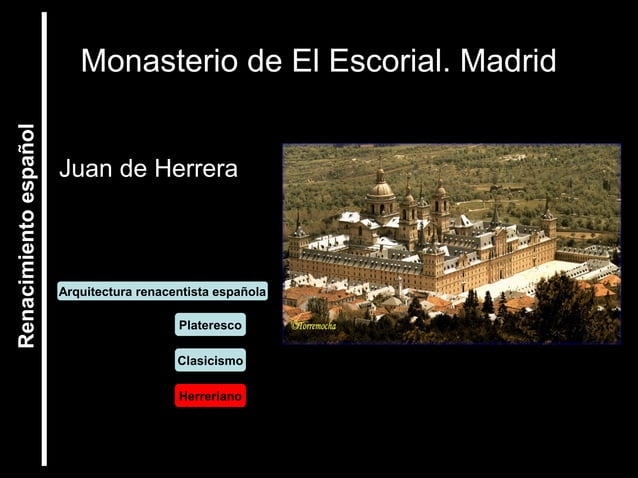 Monasterio de El Escorial. Madrid
Renacimiento español
Juan de Herrera
Arquitectura renacentista española
Plateresco
Clasicismo
Herreriano
©Torremocha